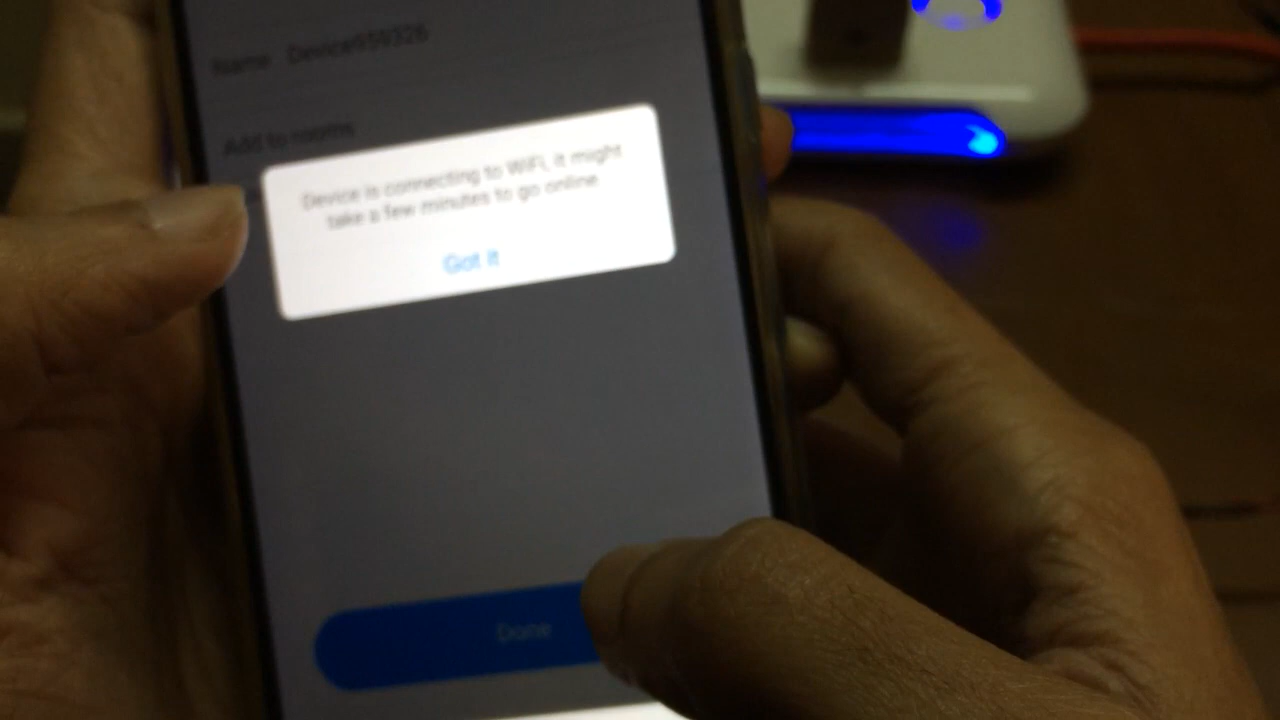 Name Device959326
Add to rooms
Device is connecting to WiFi, it might
take a few minutes to go online
Got it
Done